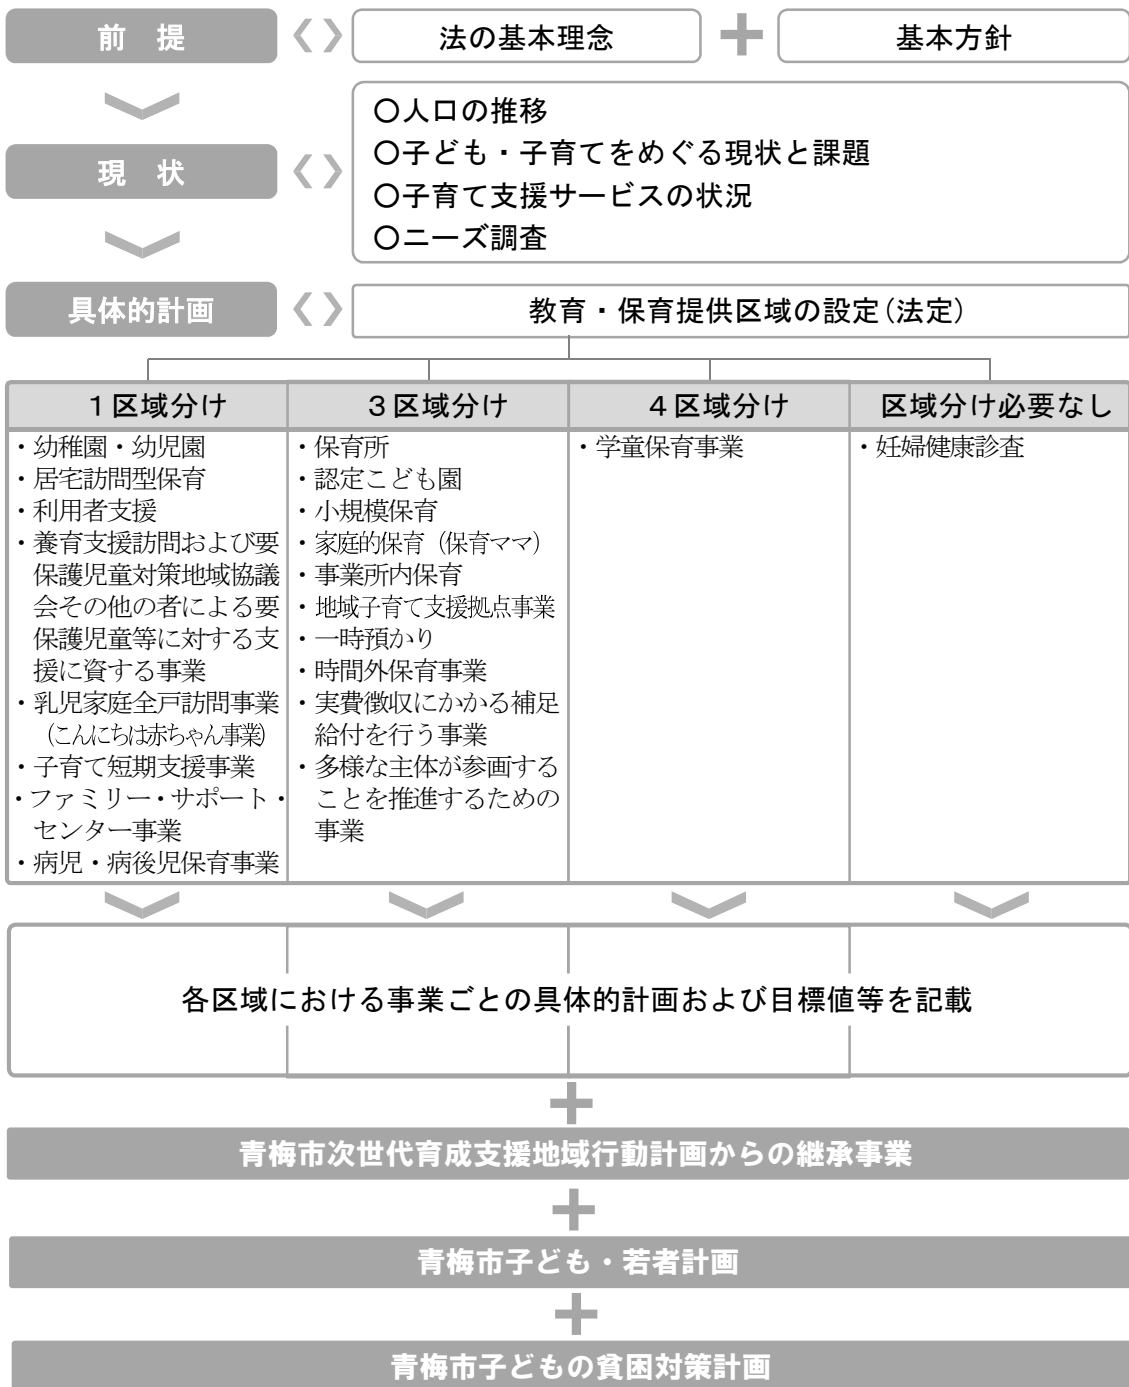 前 提
法の基本理念
基本方針
現 状
○人口の推移
○子ども・子育てをめぐる現状と課題
○子育て支援サービスの状況
○ニーズ調査
具体的計画
教育・保育提供区域の設定(法定)
1区域分け
・幼稚園・幼児園
・居宅訪問型保育
・利用者支援
・養育支援訪問および要
保護児童対策地域協議
会その他の者による要
保護児童等に対する支
援に資する事業
・乳児家庭全戸訪問事業
(こんにちは赤ちゃん事業)
・子育て短期支援事業
・ファミリー・サポート・
センター事業
・病児・病後児保育事業
3区域分け
・保育所
・認定こども園
・小規模保育
・家庭的保育(保育ママ)
・事業所内保育
・地域子育て支援拠点事業
・一時預かり
・時間外保育事業
・実費徴収にかかる補足
給付を行う事業
・多様な主体が参画する
ことを推進するための
事業
4区域分け
・学童保育事業
区域分け必要なし
・妊婦健康診査
各区域における事業ごとの具体的計画および目標値等を記載
青梅市次世代育成支援地域行動計画からの継承事業
青梅市子ども・若者計画
青梅市子どもの貧困対策計画